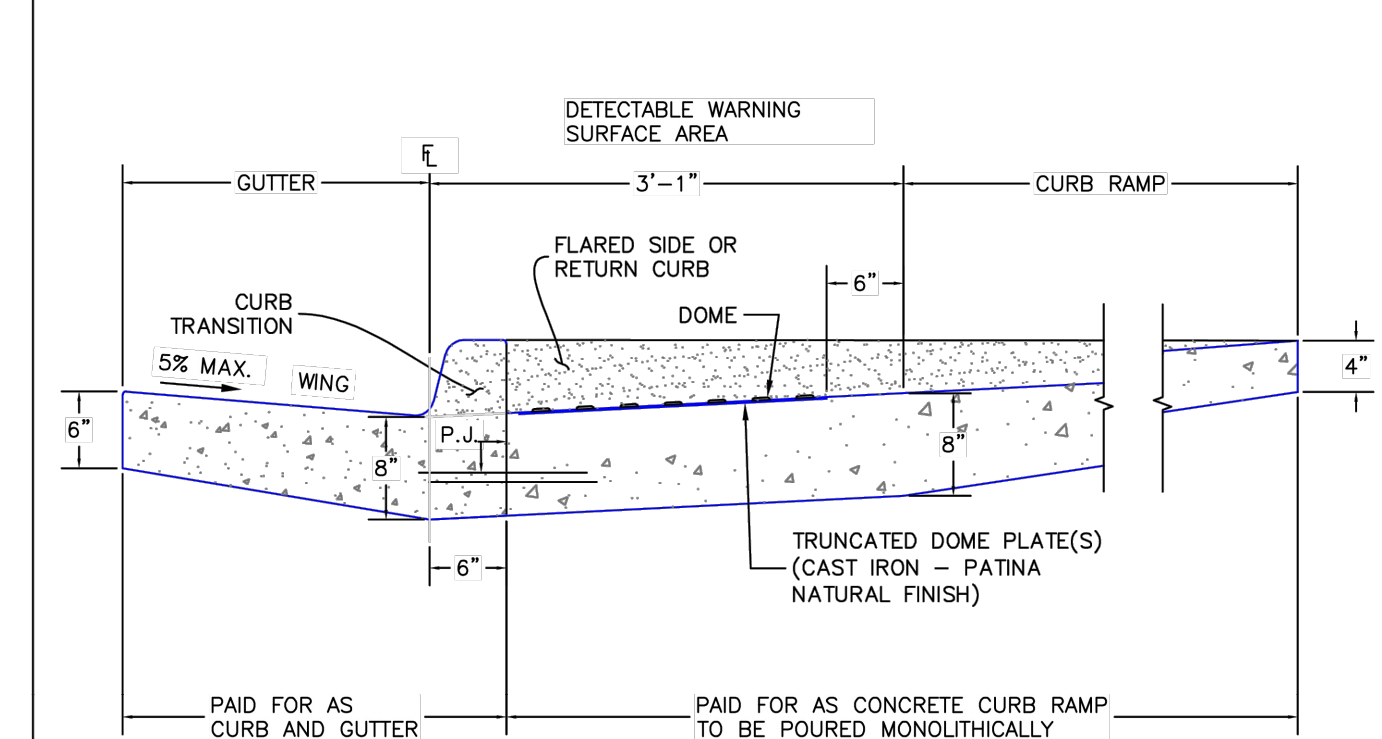 DETECTABLE WARNING
SURFACE AREA
FL
GUTTER
3'-1"
CURB RAMP
FLARED SIDE OR
RETURN CURB
6"
CURB
TRANSITION
DOME
5% MAX.
WING
4"
6"
P.J.
8"
8"
TRUNCATED DOME PLATE(S)
(CAST IRON - PATINA
NATURAL FINISH)
6"
PAID FOR AS
CURB AND GUTTER
PAID FOR AS CONCRETE CURB RAMP
TO BE POURED MONOLITHICALLY